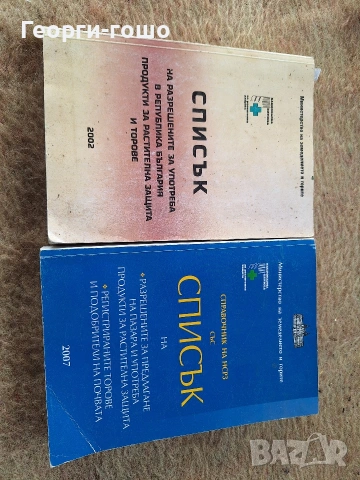 Георги-гошо
Министерство на земеделието и горите
СПИСЪК
НА РАЗРЕШЕНИТЕ ЗА УПОТРЕБА
В РЕПУБЛИКА БЪЛГАРИЯ
ПРОДУКТИ ЗА РАСТИТЕЛНА ЗАЩИТА
И ТОРОВЕ
2002
Министерство на земеделието и горите
СПРАВОЧНИК НА НСРЗ
със
СПИСЪК
НА
•РАЗРЕШЕНИТЕ ЗА ПРЕДЛАГАНЕ
НА ПАЗАРА И УПОТРЕБА
ПРОДУКТИ ЗА РАСТИТЕЛНА ЗАЩИТА
•РЕГИСТРИРАНИТЕ ТОРОВЕ
И ПОДОБРИТЕЛИ НА ПОЧВАТА
2007
BAZAR